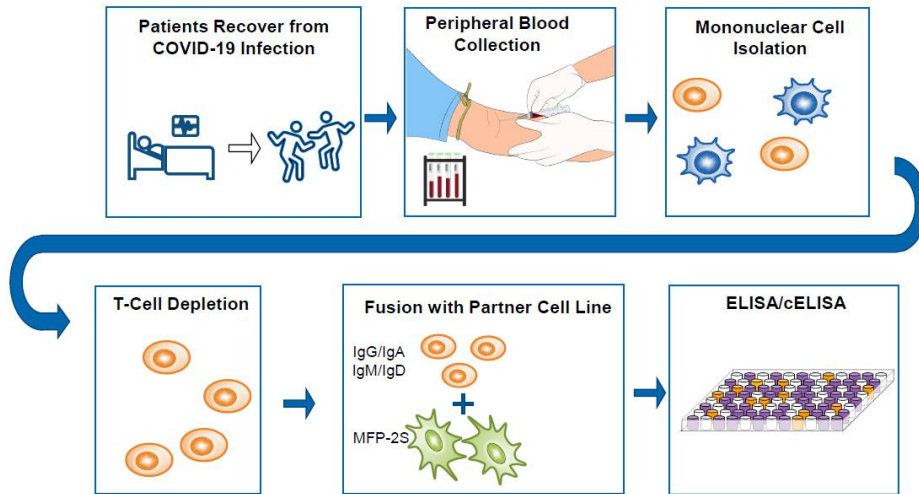 Patients Recover from
COVID-19 Infection
Peripheral Blood
Collection
Mononuclear Cell
Isolation
T-Cell Depletion
Fusion with Partner Cell Line
IgG/IgA
IgM/IgD
MFP-2S
ELISA/cELISA